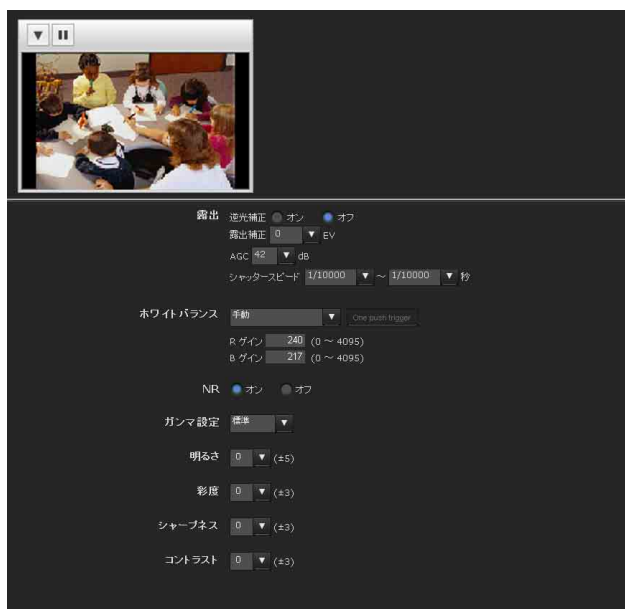 露出 逆光補正 オン オフ
露出補正 0 EV
AGC 42 dB
シャッタースピード 1/10000 ～ 1/10000 秒
ホワイトバランス 手動 One push trigger
R ゲイン 240 (0 ～ 4095)
B ゲイン 217 (0 ～ 4095)
NR オン オフ
ガンマ設定 標準
明るさ 0 (±5)
彩度 0 (±3)
シャープネス 0 (±3)
コントラスト 0 (±3)